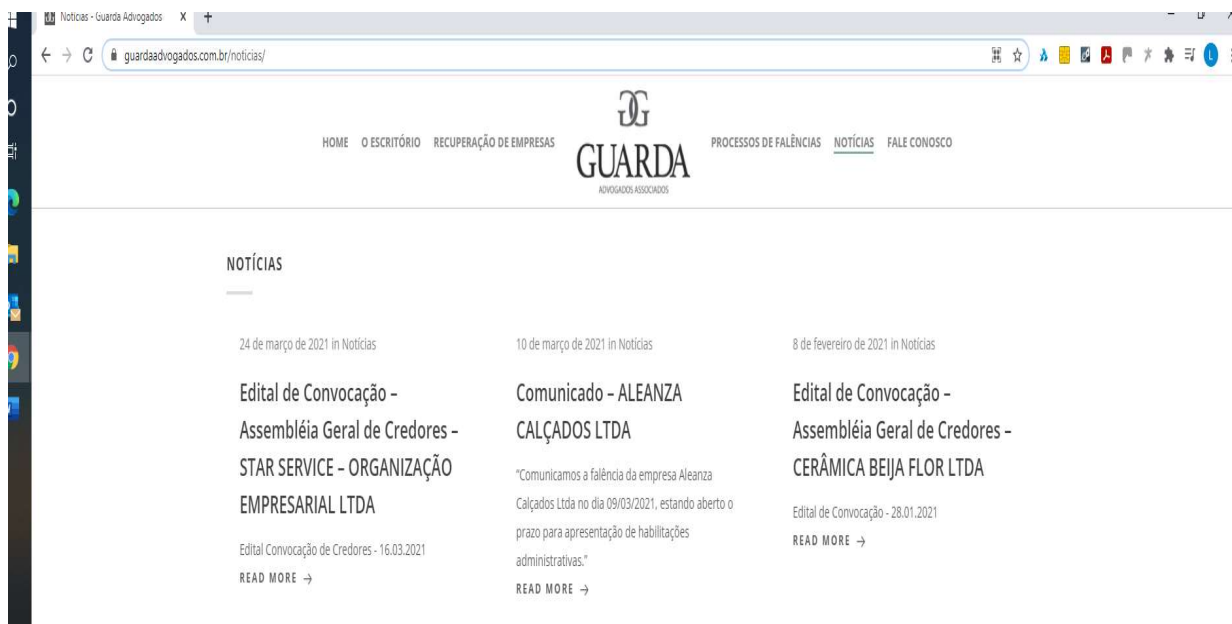 Notícias - Guarda Advogados
guardaadvogados.com.br/noticias/
L
HOME O ESCRITÓRIO RECUPERAÇÃO DE EMPRESAS
GUARDA
ADVOGADOS ASSOCIADOS
PROCESSOS DE FALÊNCIAS NOTÍCIAS FALE CONOSCO
NOTÍCIAS
24 de março de 2021 in Notícias
Edital de Convocação –
Assembléia Geral de Credores –
STAR SERVICE – ORGANIZAÇÃO
EMPRESARIAL LTDA
Edital Convocação de Credores - 16.03.2021
READ MORE →
10 de março de 2021 in Notícias
Comunicado – ALEANZA
CALÇADOS LTDA
"Comunicamos a falência da empresa Aleanza
Calçados Ltda no dia 09/03/2021, estando aberto o
prazo para apresentação de habilitações
administrativas."
READ MORE →
8 de fevereiro de 2021 in Notícias
Edital de Convocação –
Assembléia Geral de Credores –
CERÂMICA BEIJA FLOR LTDA
Edital de Convocação - 28.01.2021
READ MORE →